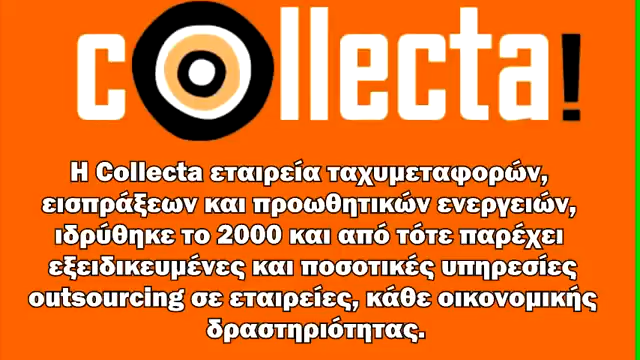 collecta!
Η Collecta εταιρεία ταχυμεταφορών,
εισπράξεων και προωθητικών ενεργειών,
ιδρύθηκε το 2000 και από τότε παρέχει
εξειδικευμένες και ποσοτικές υπηρεσίες
outsourcing σε εταιρείες, κάθε οικονομικής
δραστηριότητας.